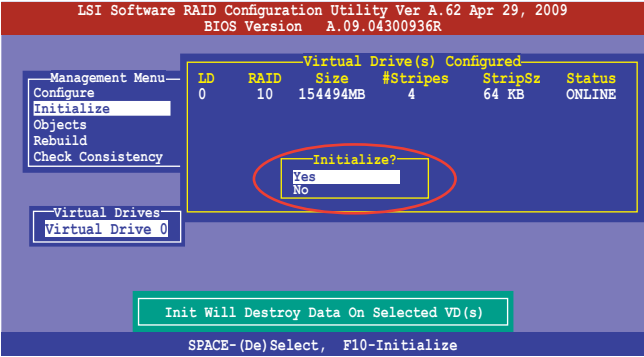 LSI Software RAID Configuration Utility Ver A.62 Apr 29, 2009
BIOS Version A.09.04300936R
Management Menu
Configure
Initialize
Objects
Rebuild
Check Consistency
Virtual Drive(s) Configured
LD RAID Size #Stripes StripSz Status
0 10 154494MB 4 64 KB ONLINE
Initialize?
Yes
No
Virtual Drives
Virtual Drive 0
Init Will Destroy Data On Selected VD(s)
SPACE-(De)Select, F10-Initialize